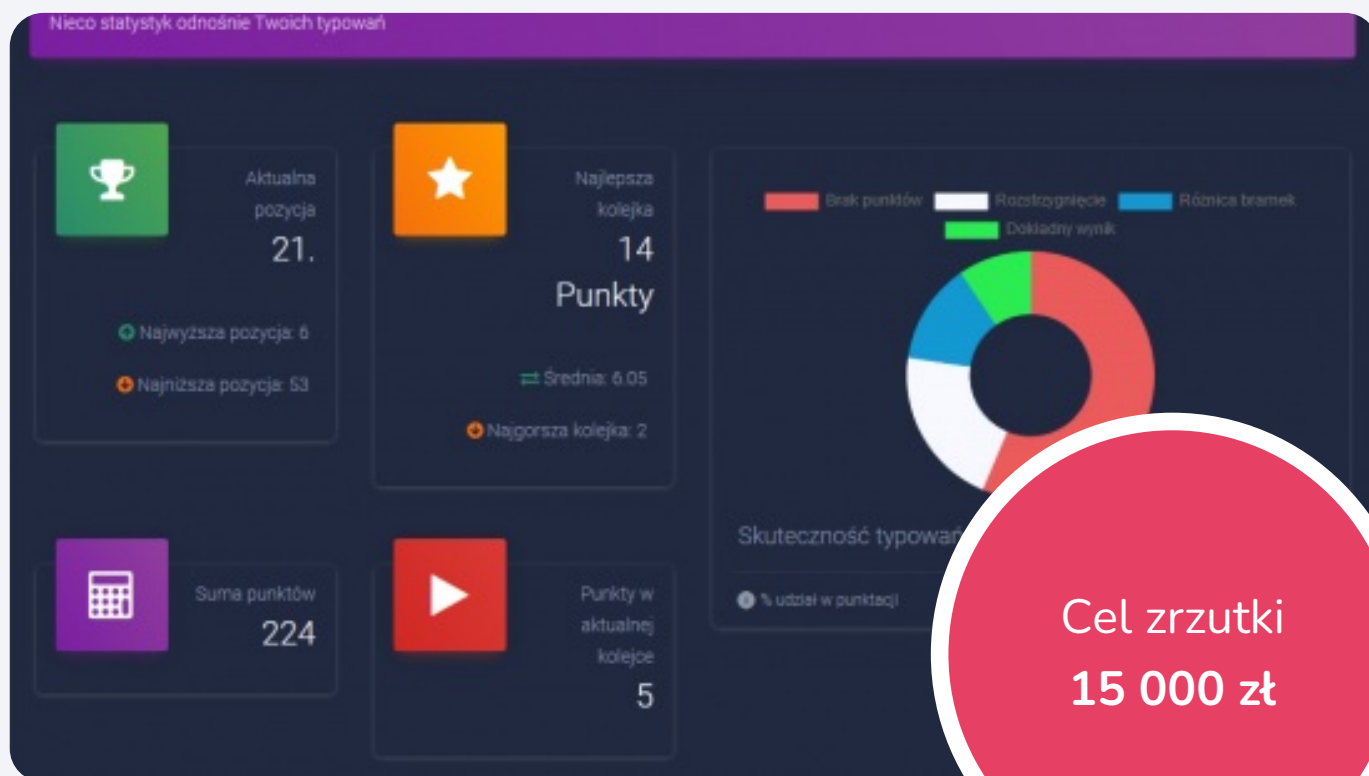 Nieco statystyk odnośnie Twoich typowań
Aktualna
pozycja
21.
Najwyższa pozycja: 6
Najniższa pozycja: 53
Najlepsza
kolejka
14
Punkty
Średnia: 6.05
Najgorsza kolejka: 2
Brak punktów Rozstrzygnięcie Różnica bramek
Dokładny wynik
Skuteczność typowań
% udział w punktacji
Suma punktów
224
Punkty w
aktualnej
kolejce
5
Cel zrzutki
15 000 zł